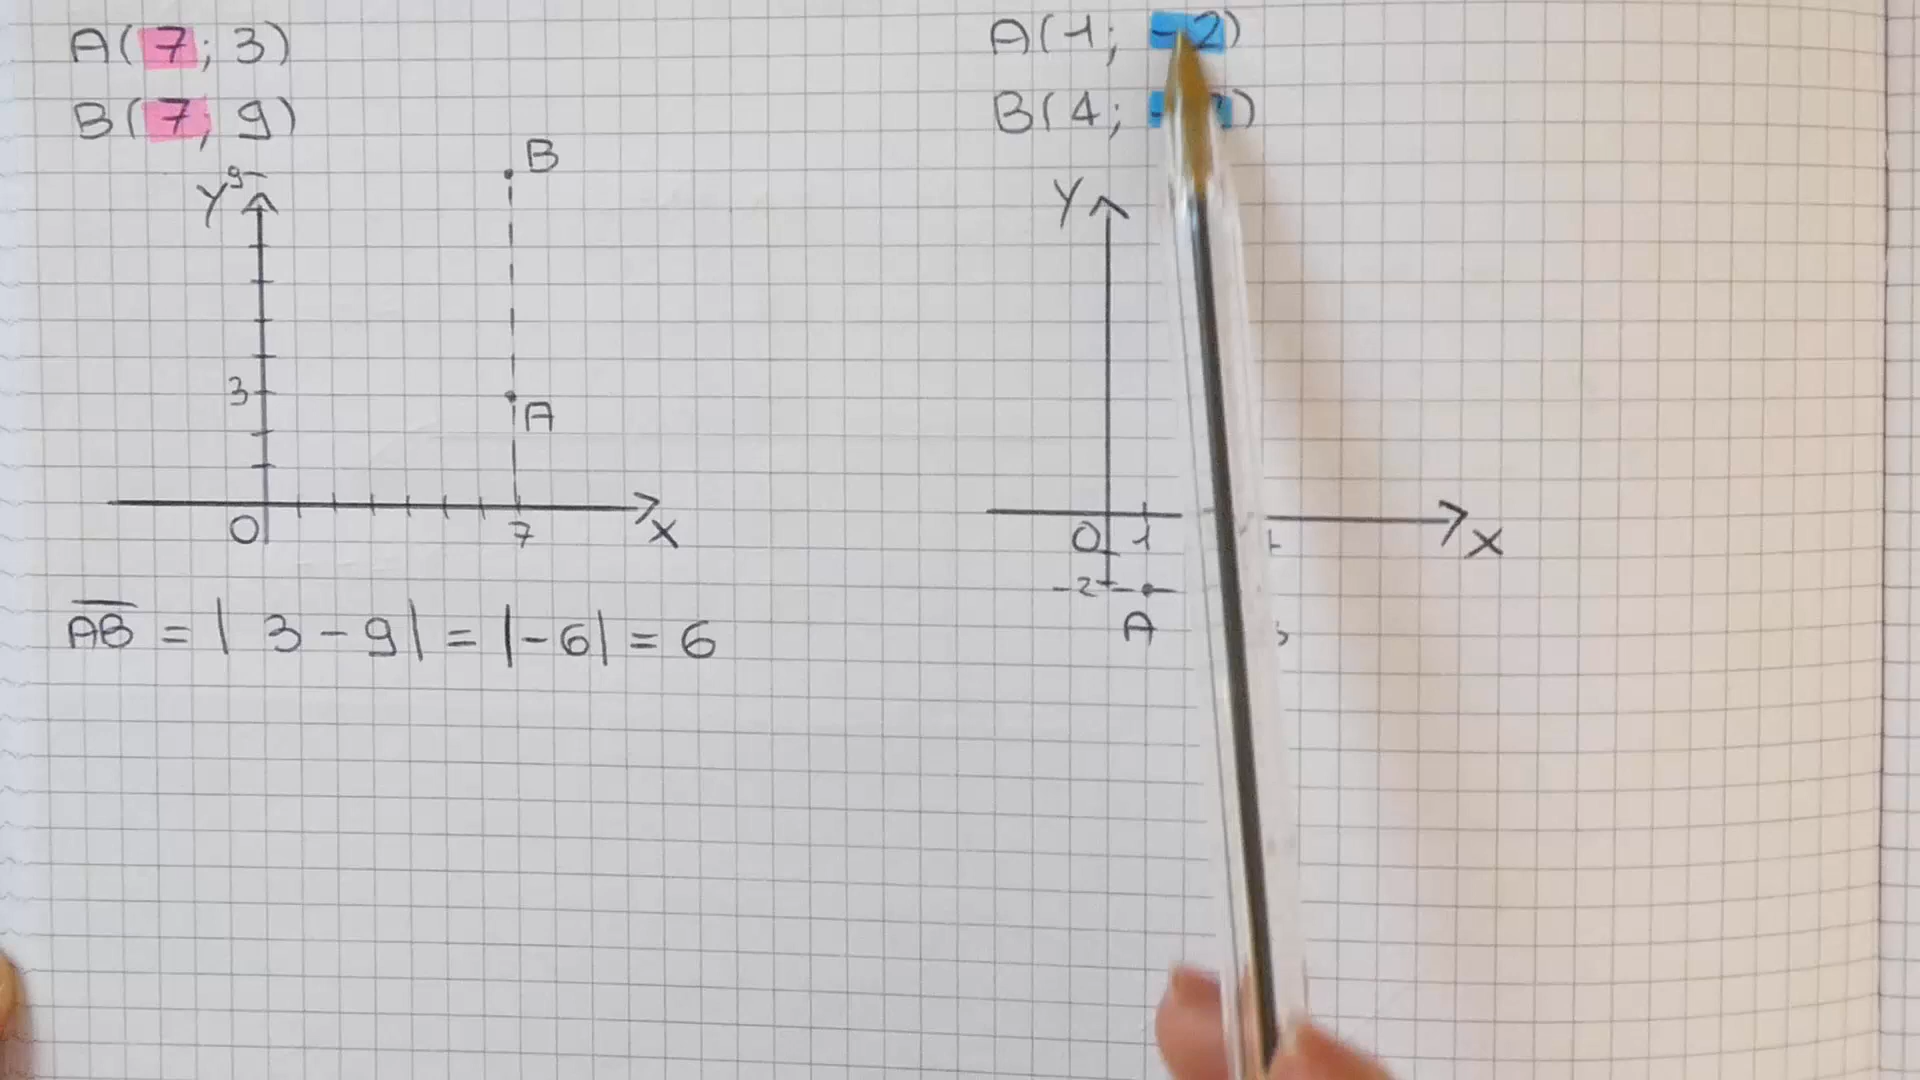 A(7; 3)
B(7; 9)
Y 9
B
3
A
0 7 X
AB = | 3 - 9 | = |-6| = 6
A(1; -2)
B(4;
Y
0 1 X
-2
A